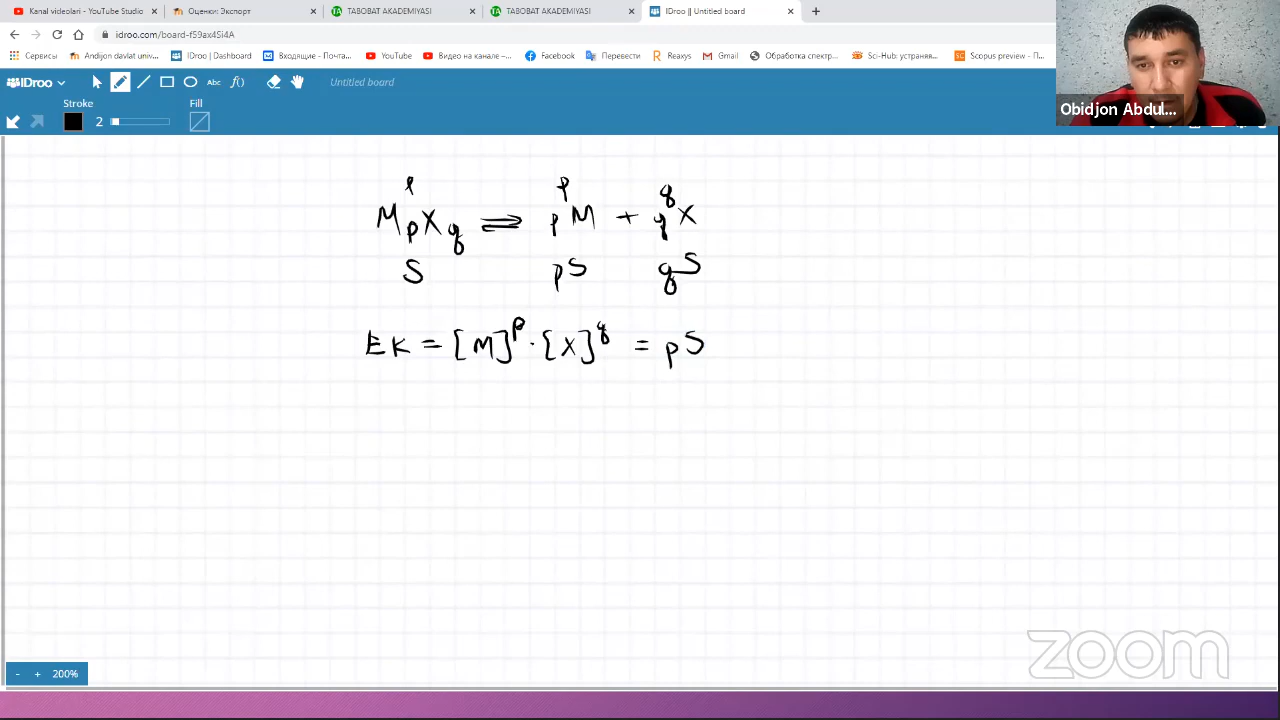 Kanal videolari - YouTube Studio
Оценки: Экспорт
TABOBAT AKADEMIYASI
TABOBAT AKADEMIYASI
IDroo || Untitled board
idroo.com/board-
Сервисы
Andijon davlat univ...
IDroo | Dashboard
Входящие - Почта...
YouTube
Видео на канале –...
Facebook
Перевести
Reaxys
Gmail
Обработка спектр...
Sci-Hub: устраняя...
Scopus preview - П...
IDroo
Abc
f()
Untitled board
Stroke
Fill
2
Obidjon Abdul...
p p q
MpXq ⇌ pM + qX
S pS qS
EK = [M]^p · [X]^q = pS
- + 200%
zoom